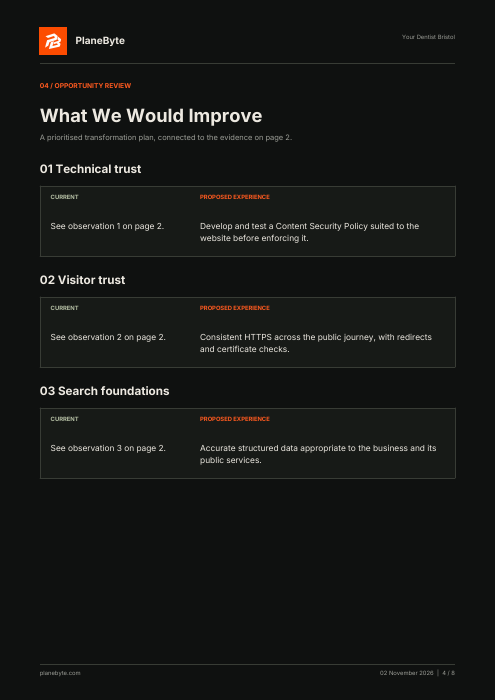 PlaneByte
Your Dentist Bristol
04 / OPPORTUNITY REVIEW
What We Would Improve
A prioritised transformation plan, connected to the evidence on page 2.
01 Technical trust
CURRENT
PROPOSED EXPERIENCE
See observation 1 on page 2.
Develop and test a Content Security Policy suited to the
website before enforcing it.
02 Visitor trust
CURRENT
PROPOSED EXPERIENCE
See observation 2 on page 2.
Consistent HTTPS across the public journey, with redirects
and certificate checks.
03 Search foundations
CURRENT
PROPOSED EXPERIENCE
See observation 3 on page 2.
Accurate structured data appropriate to the business and its
public services.
planebyte.com
02 November 2026 | 4 / 8